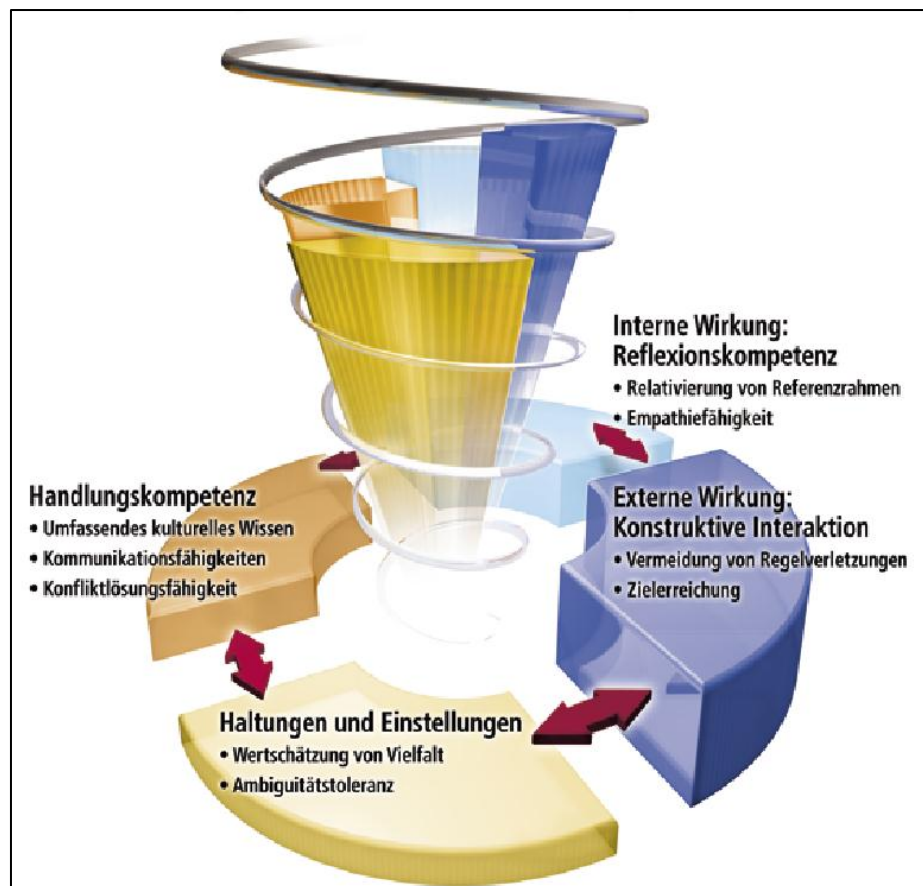 Interne Wirkung:
Reflexionskompetenz
• Relativierung von Referenzrahmen
• Empathiefähigkeit
Handlungskompetenz
• Umfassendes kulturelles Wissen
• Kommunikationsfähigkeiten
• Konfliktlösungsfähigkeit
Externe Wirkung:
Konstruktive Interaktion
• Vermeidung von Regelverletzungen
• Zielerreichung
Haltungen und Einstellungen
• Wertschätzung von Vielfalt
• Ambiguitätstoleranz